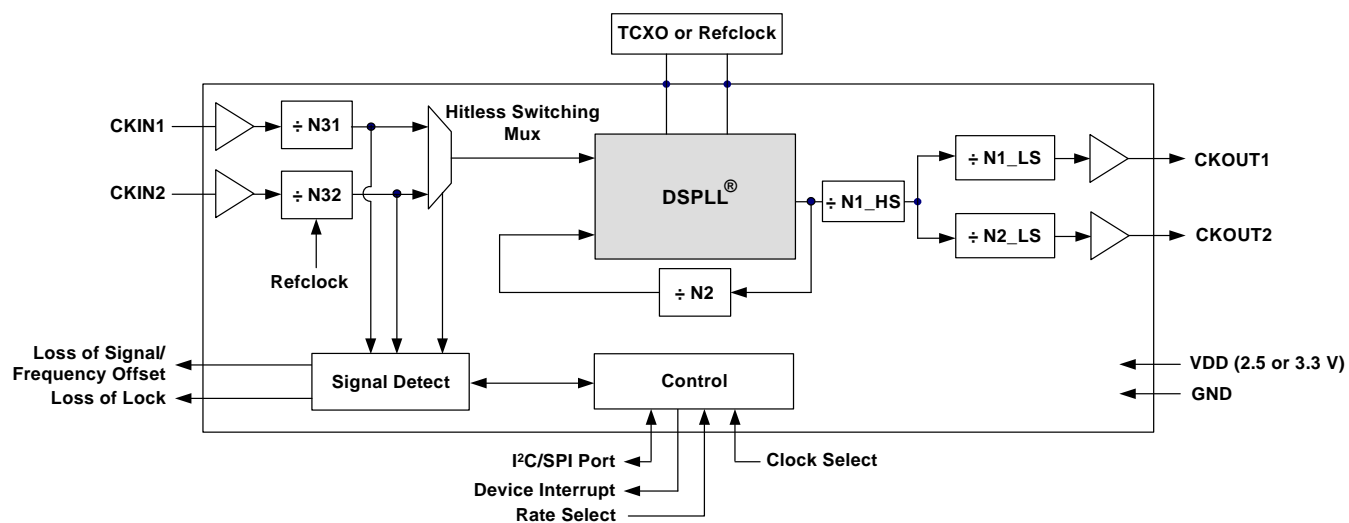 TCXO or Refclock
Hitless Switching
Mux
CKIN1
÷ N31
CKIN2
÷ N32
Refclock
DSPLL®
÷ N1_HS
÷ N1_LS
CKOUT1
÷ N2_LS
CKOUT2
÷ N2
Loss of Signal/
Frequency Offset
Loss of Lock
Signal Detect
Control
VDD (2.5 or 3.3 V)
GND
I²C/SPI Port
Clock Select
Device Interrupt
Rate Select